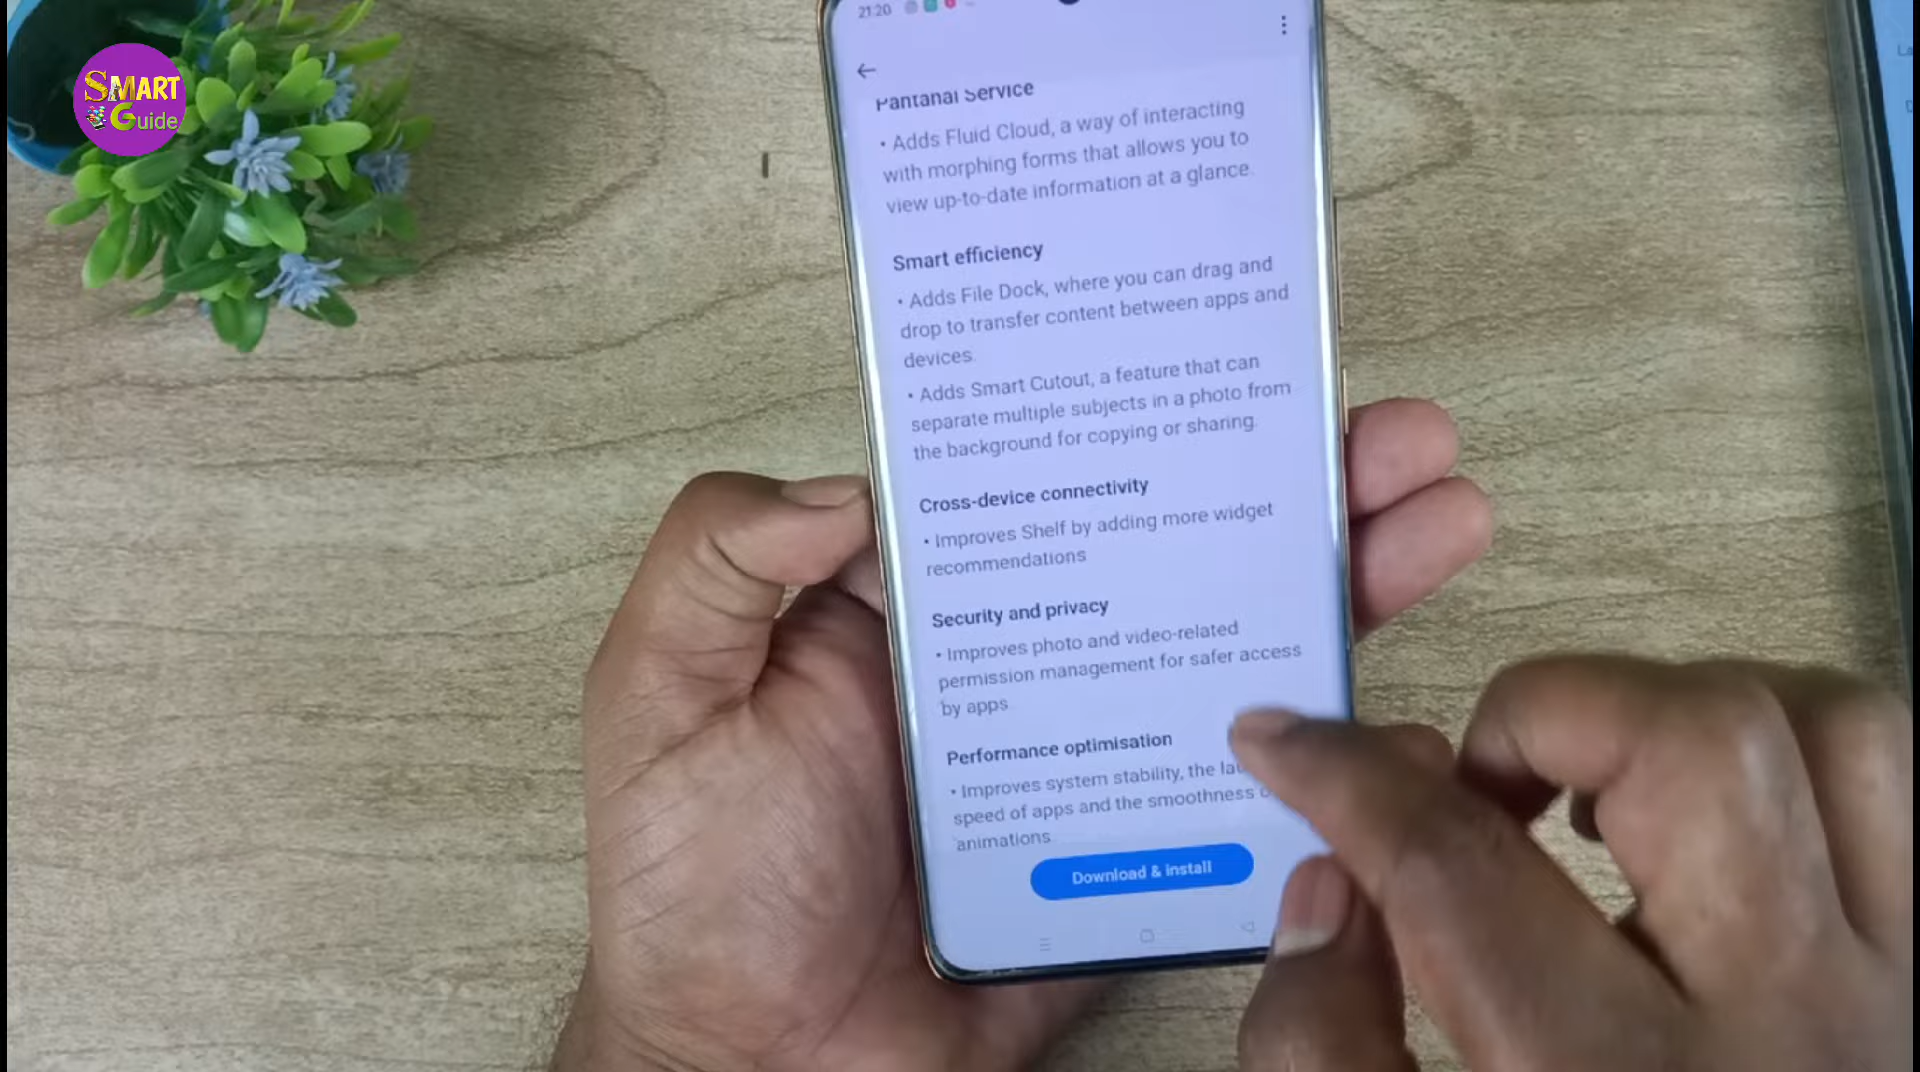 SMART
Guide
21:20
Pantanal Service
• Adds Fluid Cloud, a way of interacting
with morphing forms that allows you to
view up-to-date information at a glance.
Smart efficiency
• Adds File Dock, where you can drag and
drop to transfer content between apps and
devices.
• Adds Smart Cutout, a feature that can
separate multiple subjects in a photo from
the background for copying or sharing.
Cross-device connectivity
• Improves Shelf by adding more widget
recommendations
Security and privacy
• Improves photo and video-related
permission management for safer access
by apps.
Performance optimisation
• Improves system stability, the
speed of apps and the smoothness
animations.
Download & install